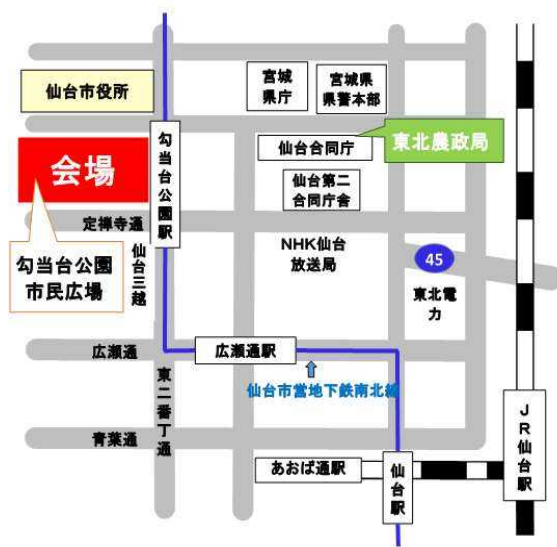 仙台市役所
宮城
県庁
宮城県
県警本部
勾当台公園駅
仙台合同庁
東北農政局
会場
仙台第二
合同庁舎
定禅寺通
勾当台公園
市民広場
仙台三越
NHK仙台
放送局
45
東北電
力
広瀬通
広瀬通駅
仙台市営地下鉄南北線
東二番丁通
青葉通
あおば通駅
仙台駅
JR仙台駅